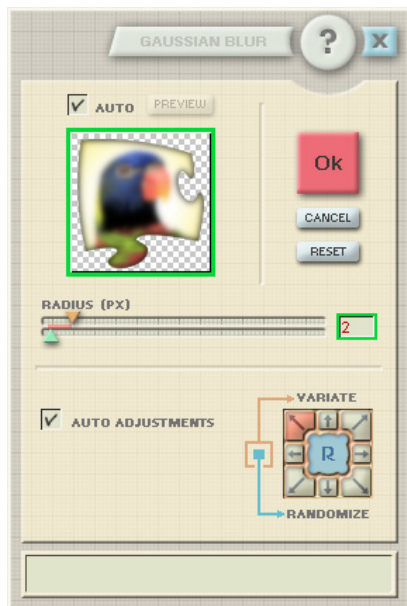 GAUSSIAN BLUR ? X
AUTO PREVIEW
Ok
CANCEL
RESET
RADIUS (PX)
2
VARIATE
AUTO ADJUSTMENTS
R
RANDOMIZE